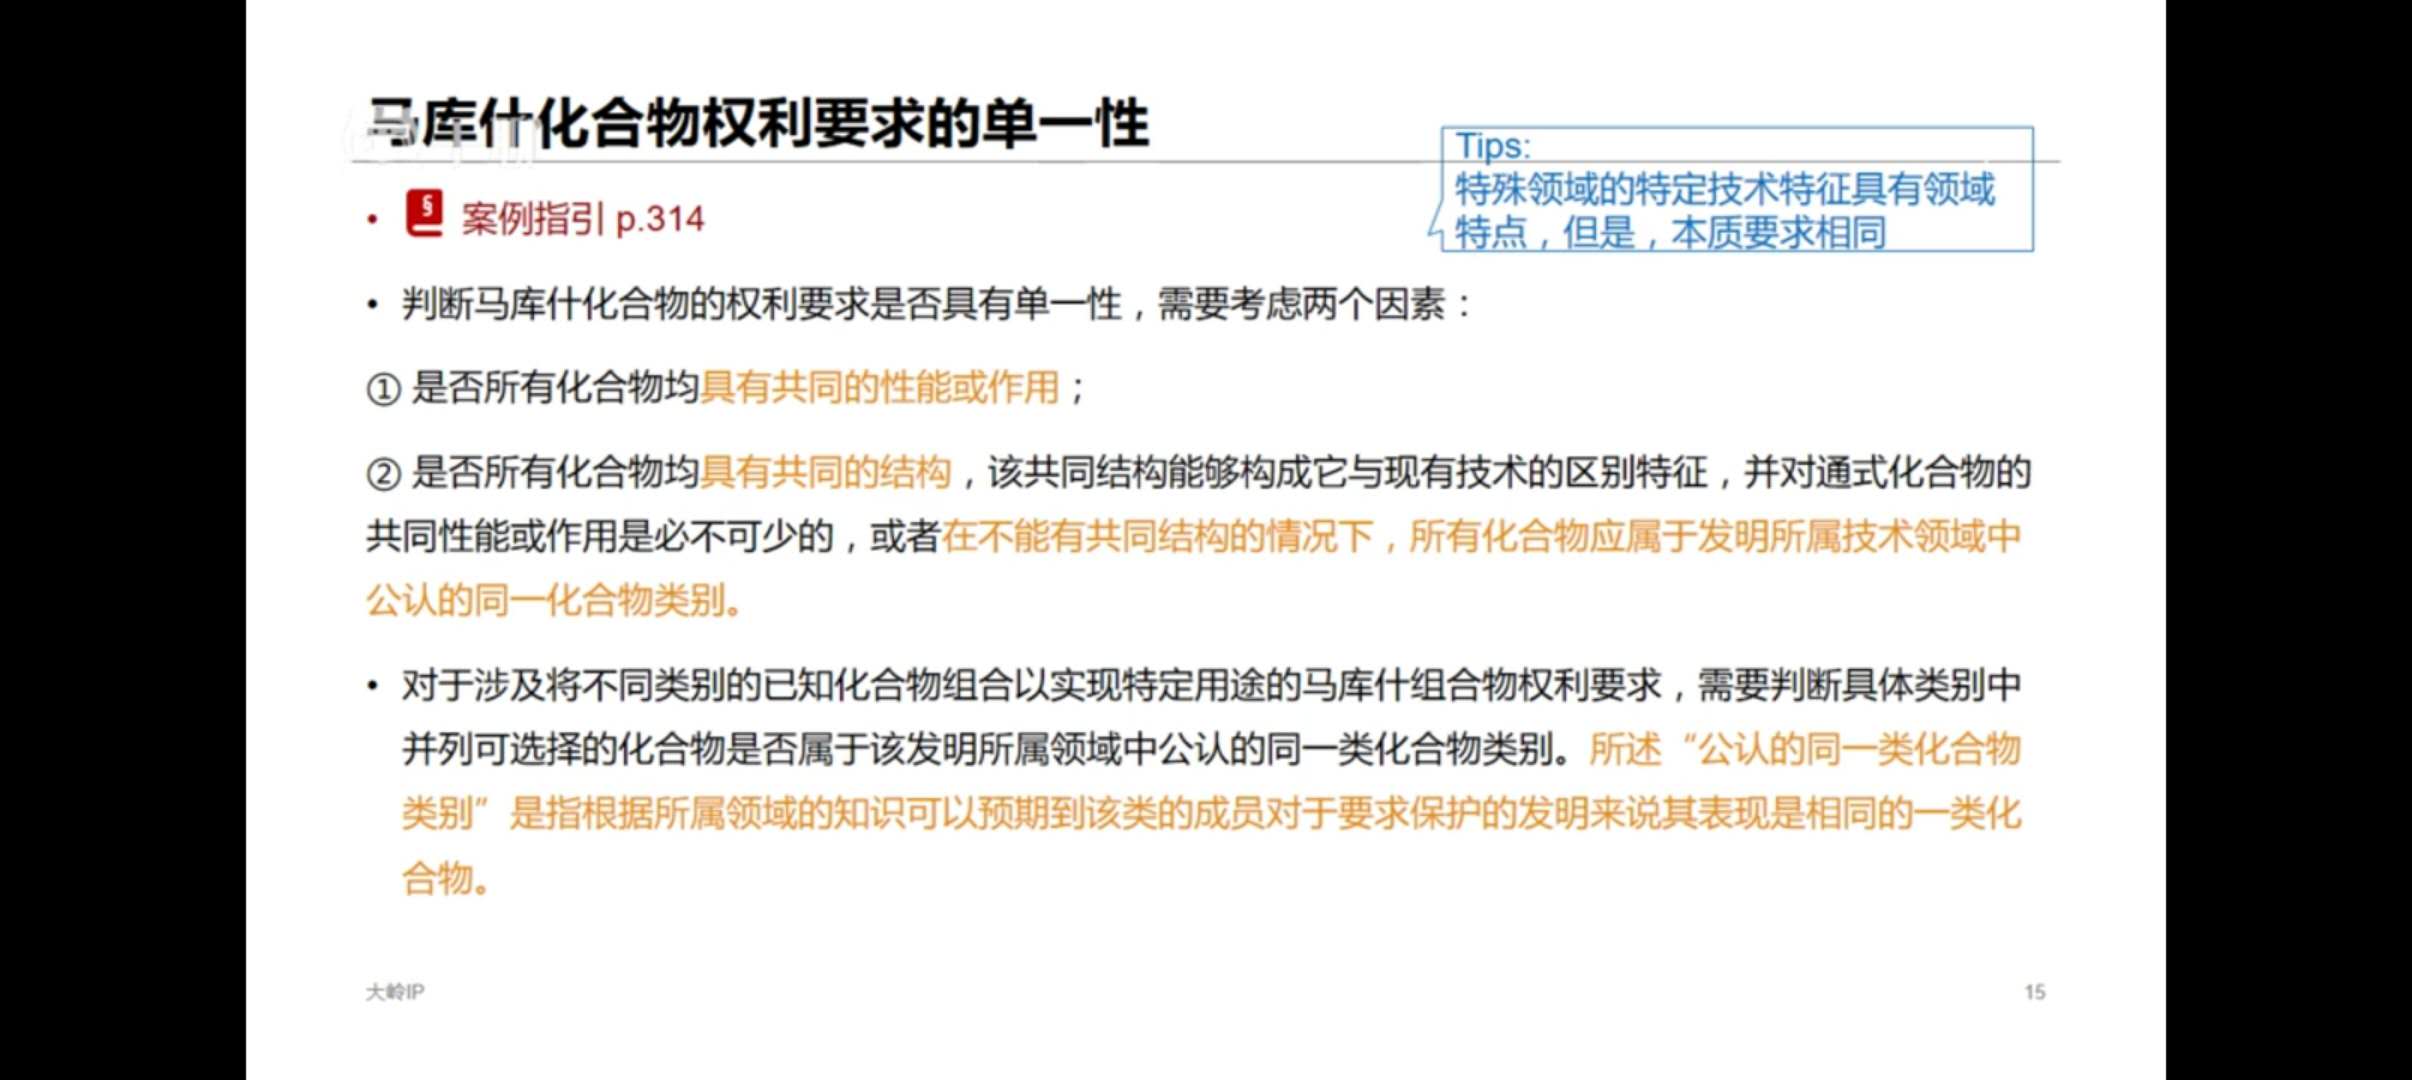 马库什化合物权利要求的单一性
Tips:
特殊领域的特定技术特征具有领域
特点，但是，本质要求相同
• § 案例指引 p.314
• 判断马库什化合物的权利要求是否具有单一性，需要考虑两个因素：
① 是否所有化合物均具有共同的性能或作用；
② 是否所有化合物均具有共同的结构，该共同结构能够构成它与现有技术的区别特征，并对通式化合物的
共同性能或作用是必不可少的，或者在不能有共同结构的情况下，所有化合物应属于发明所属技术领域中
公认的同一化合物类别。
• 对于涉及将不同类别的已知化合物组合以实现特定用途的马库什组合物权利要求，需要判断具体类别中
并列可选择的化合物是否属于该发明所属领域中公认的同一类化合物类别。所述“公认的同一类化合物
类别”是指根据所属领域的知识可以预期到该类的成员对于要求保护的发明来说其表现是相同的一类化
合物。
大岭IP
15